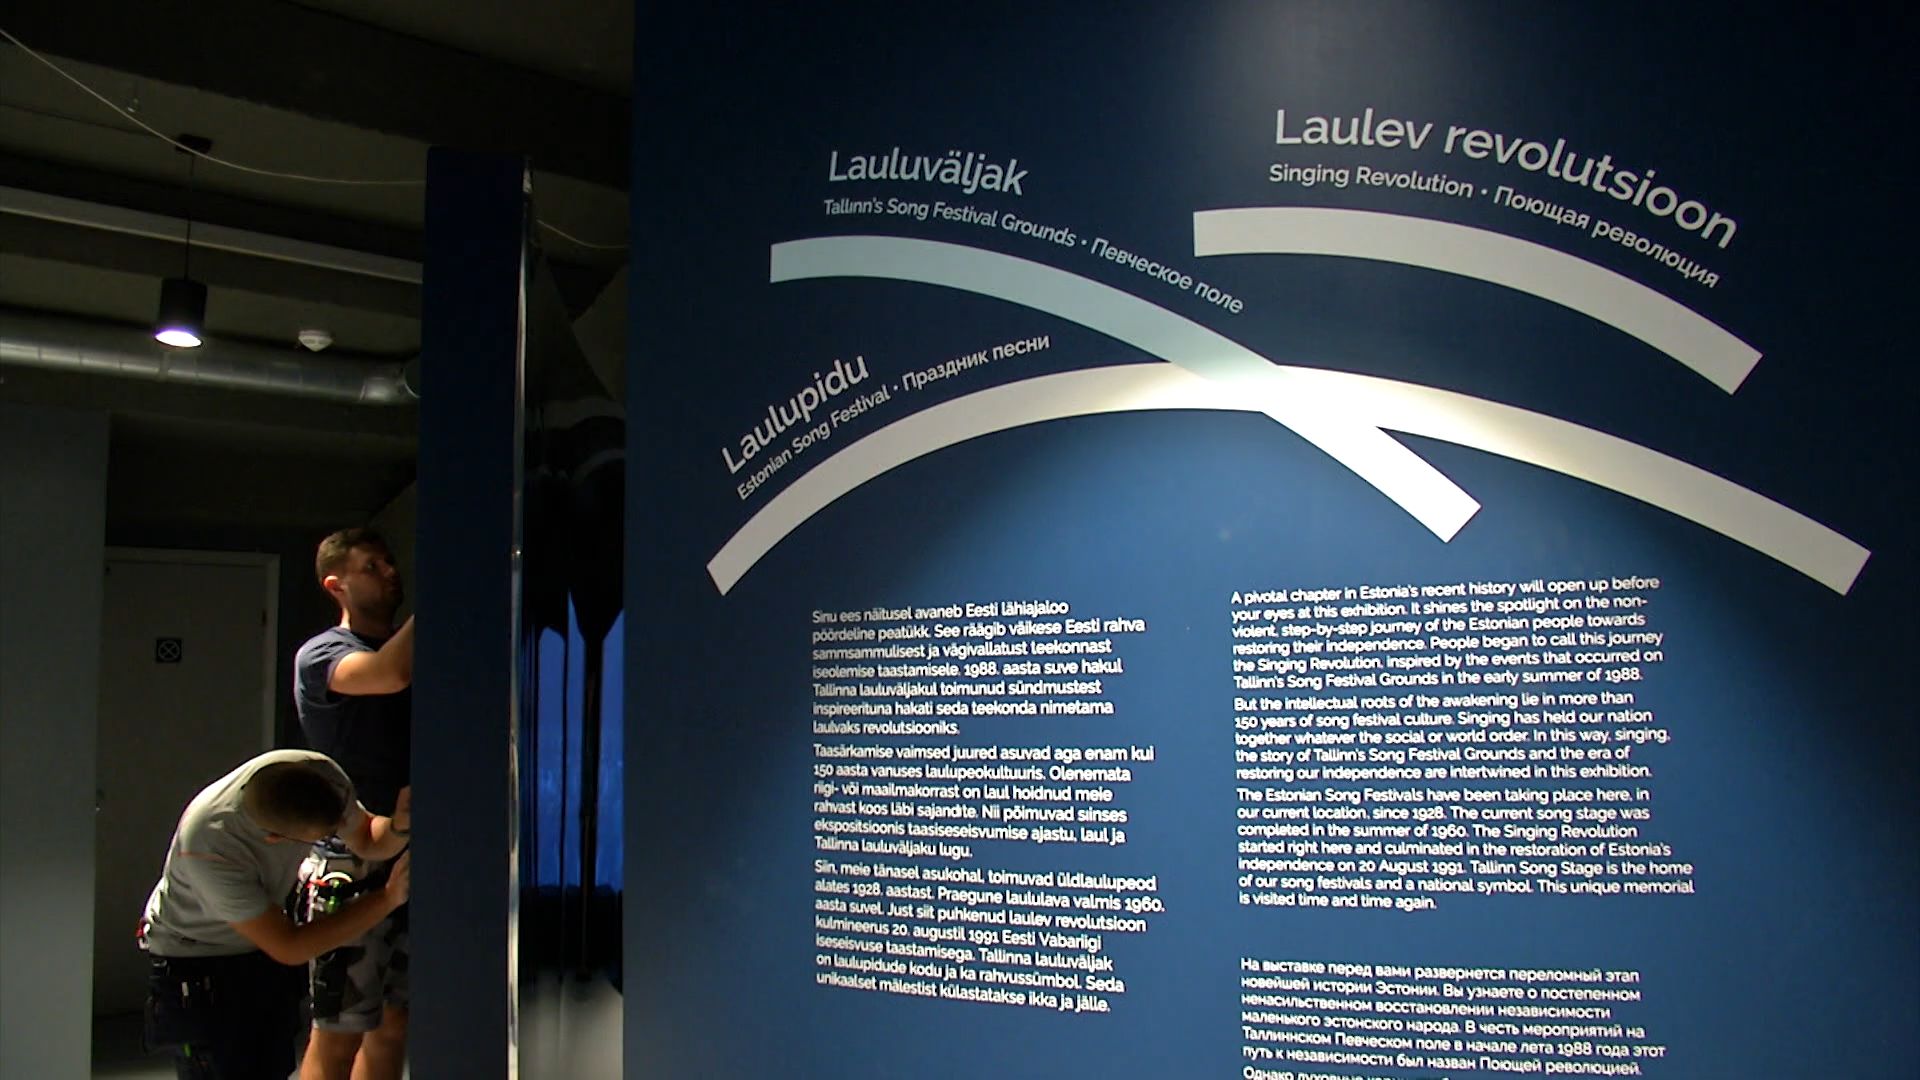 Lauluväljak
Tallinn's Song Festival Grounds • Певческое поле
Laulev revolutsioon
Singing Revolution • Поющая революция
Laulupidu
Estonian Song Festival • Праздник песни
Sinu ees näitusel avaneb Eesti lähiajaloo
pöördeline peatükk. See räägib väikese Eesti rahva
sammsammulisest ja vägivallatust teekonnast
iseolemise taastamisele. 1988. aasta suve hakul
Tallinna lauluväljakul toimunud sündmustest
inspireerituna hakati seda teekonda nimetama
laulvaks revolutsiooniks.
Taasärkamise vaimsed juured asuvad aga enam kui
150 aasta vanuses laulupeokultuuris. Olenemata
riigi- või maailmakorrast on laul hoidnud meie
rahvast koos läbi sajandite. Nii põimuvad siinses
ekspositsioonis taasiseseisvumise ajastu, laul ja
Tallinna lauluväljaku lugu.
Siin, meie tänasel asukohal, toimuvad üldlaulupeod
alates 1928. aastast. Praegune laululava valmis 1960.
aasta suvel. Just siit puhkenud laulev revolutsioon
kulmineerus 20. augustil 1991 Eesti Vabariigi
iseseisvuse taastamisega. Tallinna lauluväljak
on laulupidude kodu ja ka rahvussümbol. Seda
unikaalset mälestist külastatakse ikka ja jälle.
A pivotal chapter in Estonia's recent history will open up before
your eyes at this exhibition. It shines the spotlight on the non-
violent, step-by-step journey of the Estonian people towards
restoring their independence. People began to call this journey
the Singing Revolution, inspired by the events that occurred on
Tallinn's Song Festival Grounds in the early summer of 1988.
But the intellectual roots of the awakening lie in more than
150 years of song festival culture. Singing has held our nation
together whatever the social or world order. In this way, singing,
the story of Tallinn's Song Festival Grounds and the era of
restoring our independence are intertwined in this exhibition.
The Estonian Song Festivals have been taking place here, in
our current location, since 1928. The current song stage was
completed in the summer of 1960. The Singing Revolution
started right here and culminated in the restoration of Estonia's
independence on 20 August 1991. Tallinn Song Stage is the home
of our song festivals and a national symbol. This unique memorial
is visited time and time again.
На выставке перед вами развернется переломный этап
новейшей истории Эстонии. Вы узнаете о постепенном
ненасильственном восстановлении независимости
маленького эстонского народа. В честь мероприятий на
Таллиннском Певческом поле в начале лета 1988 года этот
путь к независимости был назван Поющей революцией.
Однако духовные